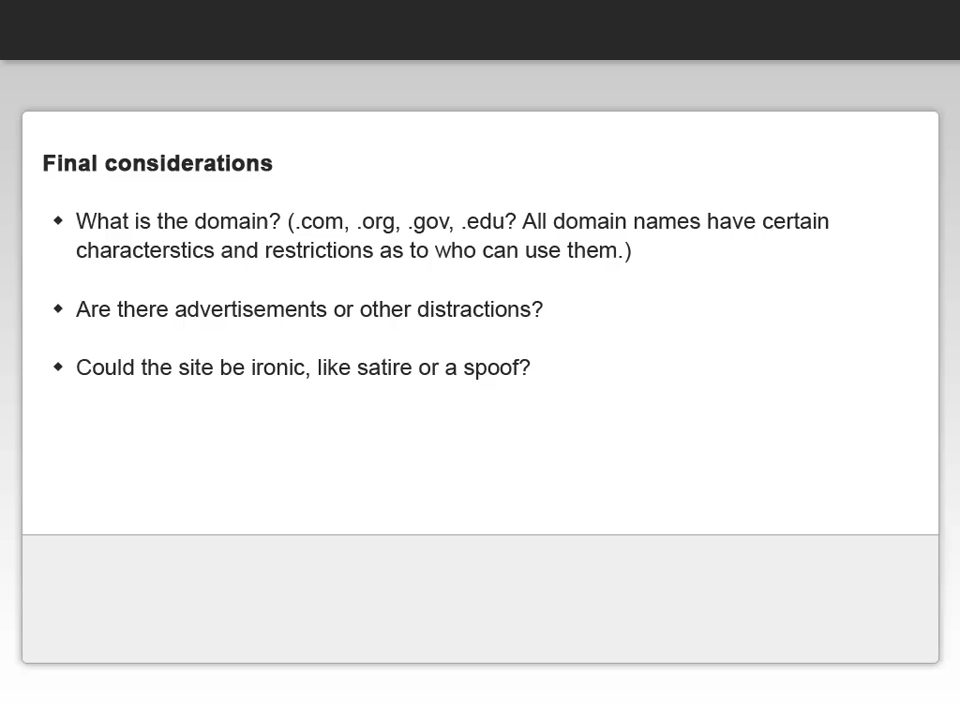 Final considerations
◆ What is the domain? (.com, .org, .gov, .edu? All domain names have certain
characterstics and restrictions as to who can use them.)
◆ Are there advertisements or other distractions?
◆ Could the site be ironic, like satire or a spoof?